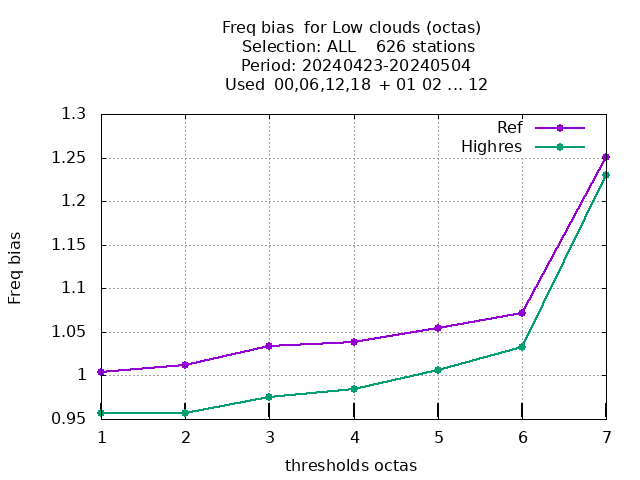 Freq bias  for Low clouds (octas)
Selection: ALL    626 stations
Period: 20240423-20240504
Used  00,06,12,18  + 01 02 ... 12
Ref
Highres
1.3
1.25
1.2
1.15
1.1
1.05
1
0.95
Freq bias
1 2 3 4 5 6 7
thresholds octas